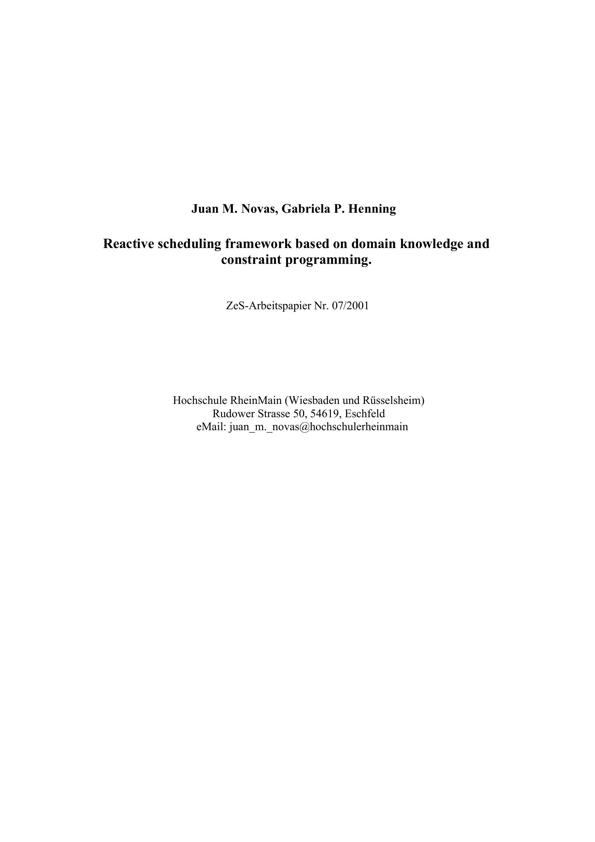 Juan M. Novas, Gabriela P. Henning
Reactive scheduling framework based on domain knowledge and
constraint programming.
ZeS-Arbeitspapier Nr. 07/2001
Hochschule RheinMain (Wiesbaden und Rüsselsheim)
Rudower Strasse 50, 54619, Eschfeld
eMail: juan_m._novas@hochschulerheinmain